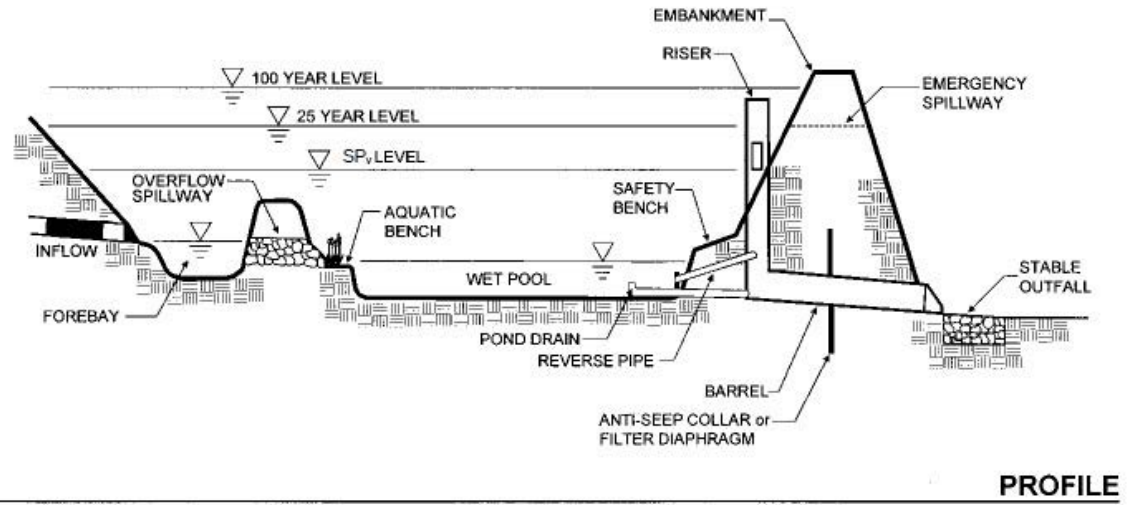 EMBANKMENT
RISER
100 YEAR LEVEL
EMERGENCY
SPILLWAY
25 YEAR LEVEL
SPv LEVEL
OVERFLOW
SPILLWAY
SAFETY
BENCH
AQUATIC
BENCH
INFLOW
WET POOL
STABLE
OUTFALL
FOREBAY
POND DRAIN
REVERSE PIPE
BARREL
ANTI-SEEP COLLAR or
FILTER DIAPHRAGM
PROFILE